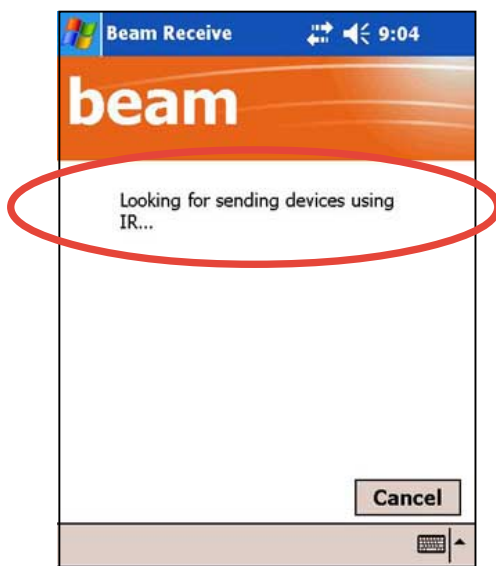 Beam Receive 9:04
beam
Looking for sending devices using
IR...
Cancel